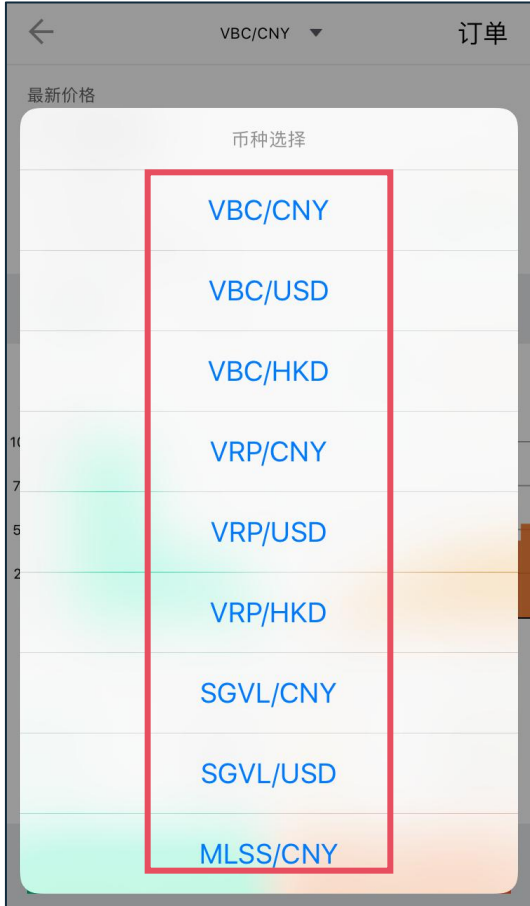 VBC/CNY ▼ 订单
最新价格
币种选择
VBC/CNY
VBC/USD
VBC/HKD
VRP/CNY
VRP/USD
VRP/HKD
SGVL/CNY
SGVL/USD
MLSS/CNY